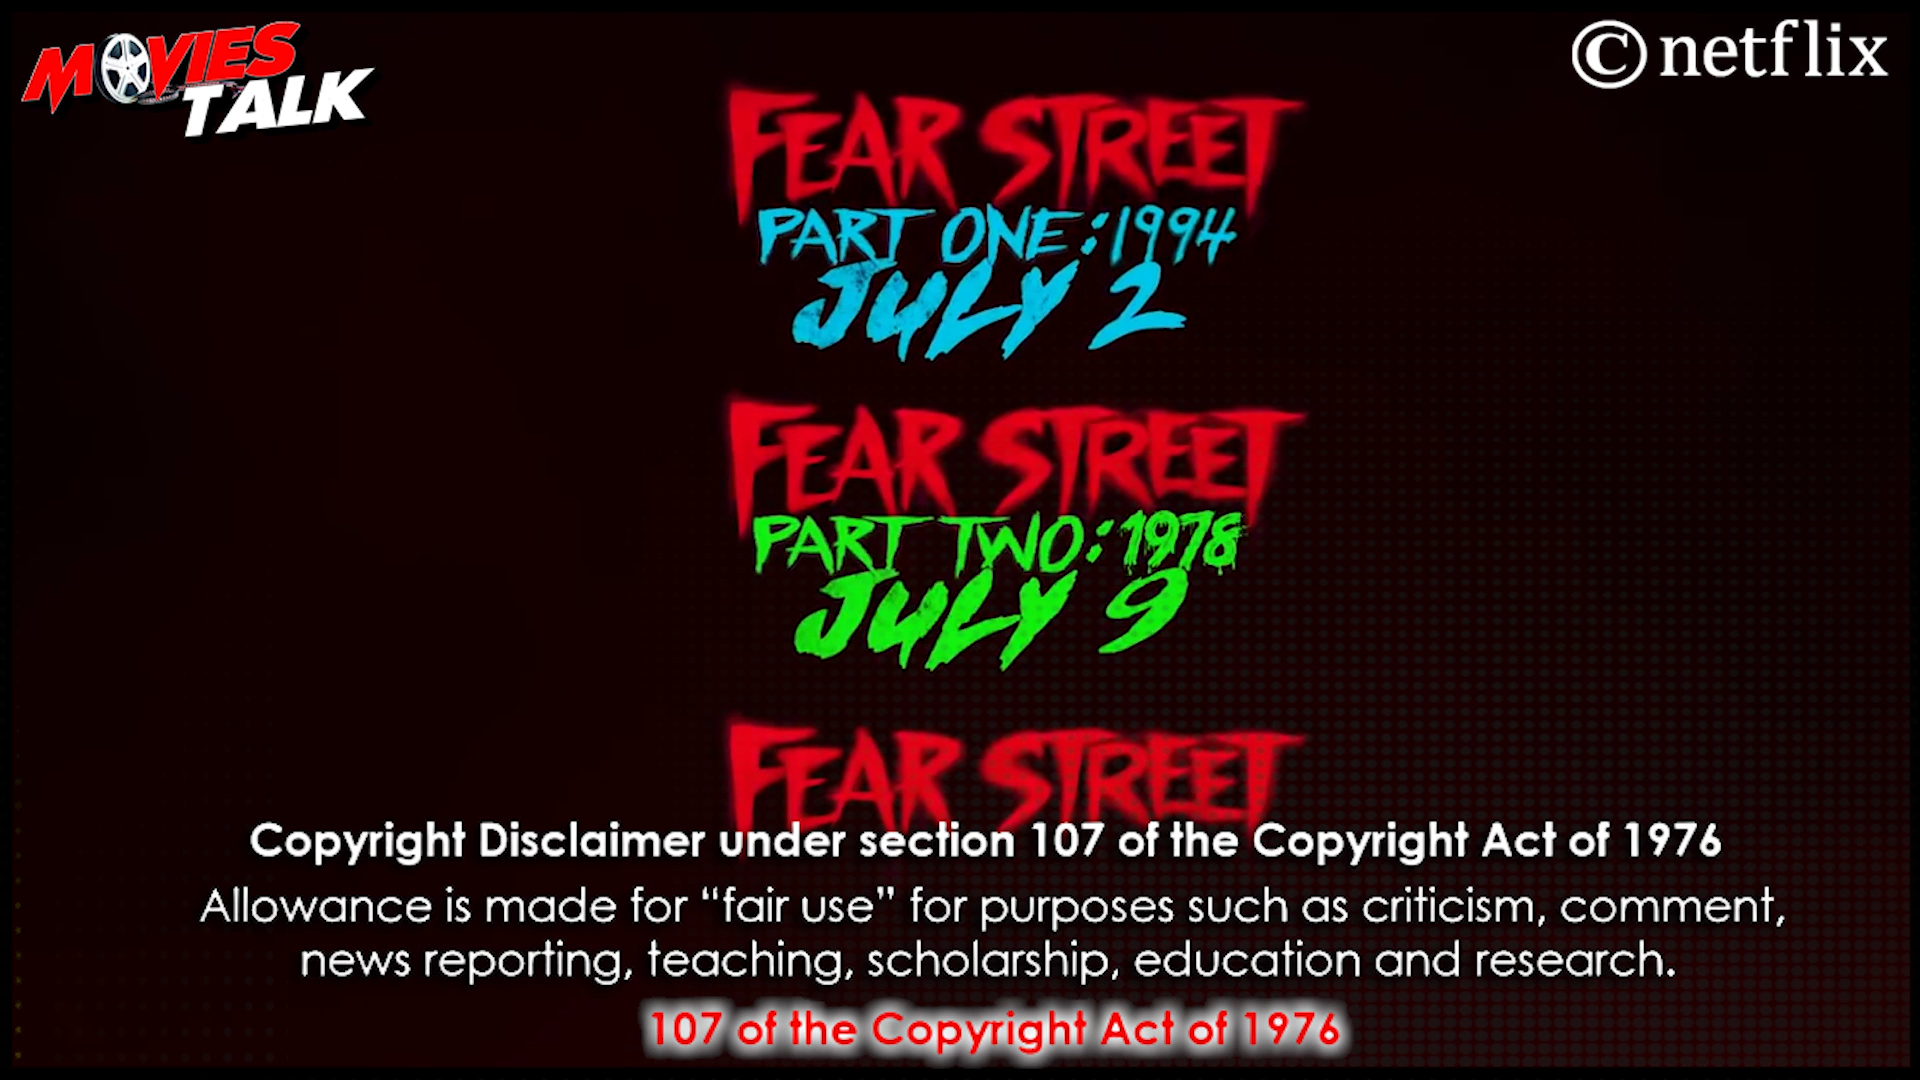 MOVIES
TALK
© netflix
FEAR STREET
PART ONE: 1994
JULY 2
FEAR STREET
PART TWO: 1978
JULY 9
FEAR STREET
Copyright Disclaimer under section 107 of the Copyright Act of 1976
Allowance is made for “fair use” for purposes such as criticism, comment,
news reporting, teaching, scholarship, education and research.
107 of the Copyright Act of 1976